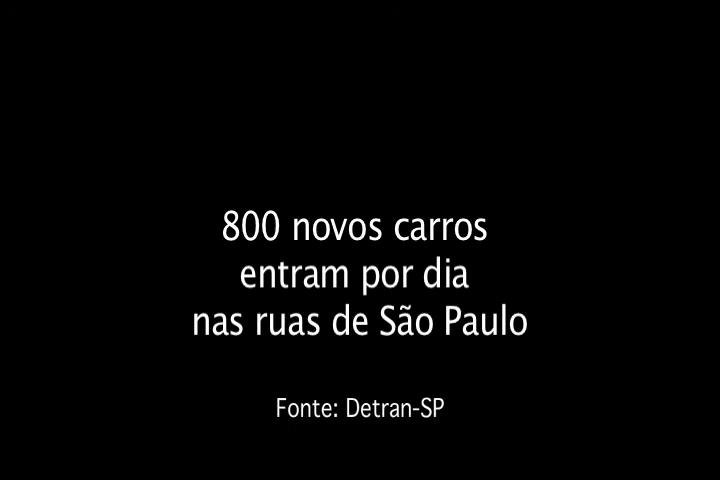 800 novos carros
entram por dia
nas ruas de São Paulo
Fonte: Detran-SP